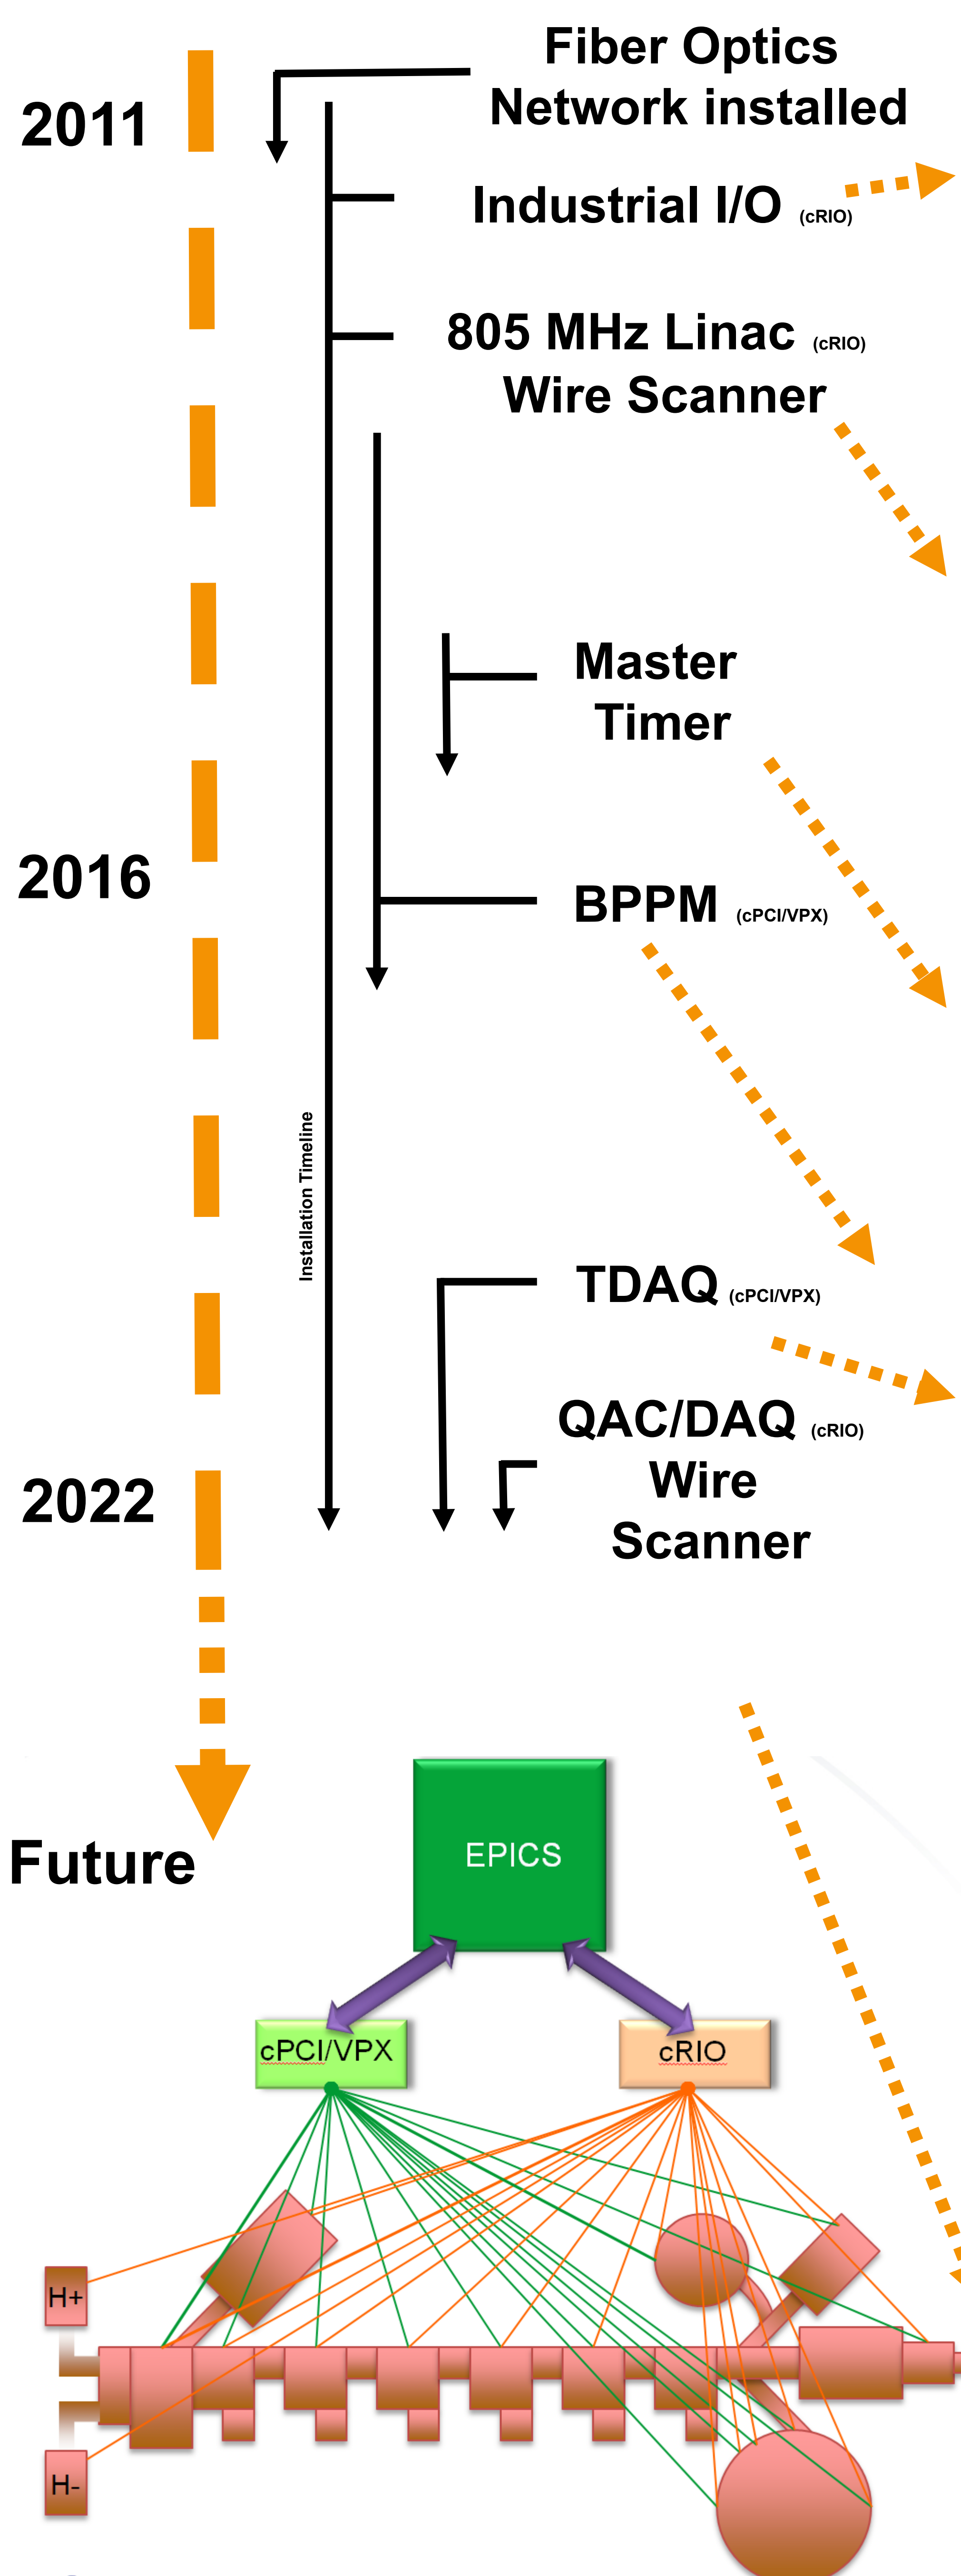 Fiber Optics
Network installed
2011
Industrial I/O (cRIO)
805 MHz Linac (cRIO)
Wire Scanner
Master
Timer
2016
BPPM (cPCI/VPX)
Installation Timeline
TDAQ (cPCI/VPX)
QAC/DAQ (cRIO)
Wire
Scanner
2022
Future
EPICS
cPCI/VPX
cRIO
H+
H-